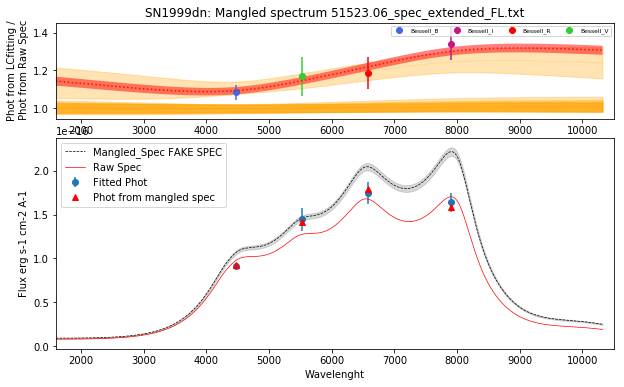 SN1999dn: Mangled spectrum 51523.06_spec_extended_FL.txt
Phot from LCfitting /
Phot from Raw Spec
1.4
1.2
1.0
Bessell_B
Bessell_I
Bessell_R
Bessell_V
2000 3000 4000 5000 6000 7000 8000 9000 10000
Flux erg s-1 cm-2 A-1
2.0
1.5
1.0
0.5
0.0
Mangled_Spec FAKE SPEC
Raw Spec
Fitted Phot
Phot from mangled spec
2000 3000 4000 5000 6000 7000 8000 9000 10000
Wavelenght